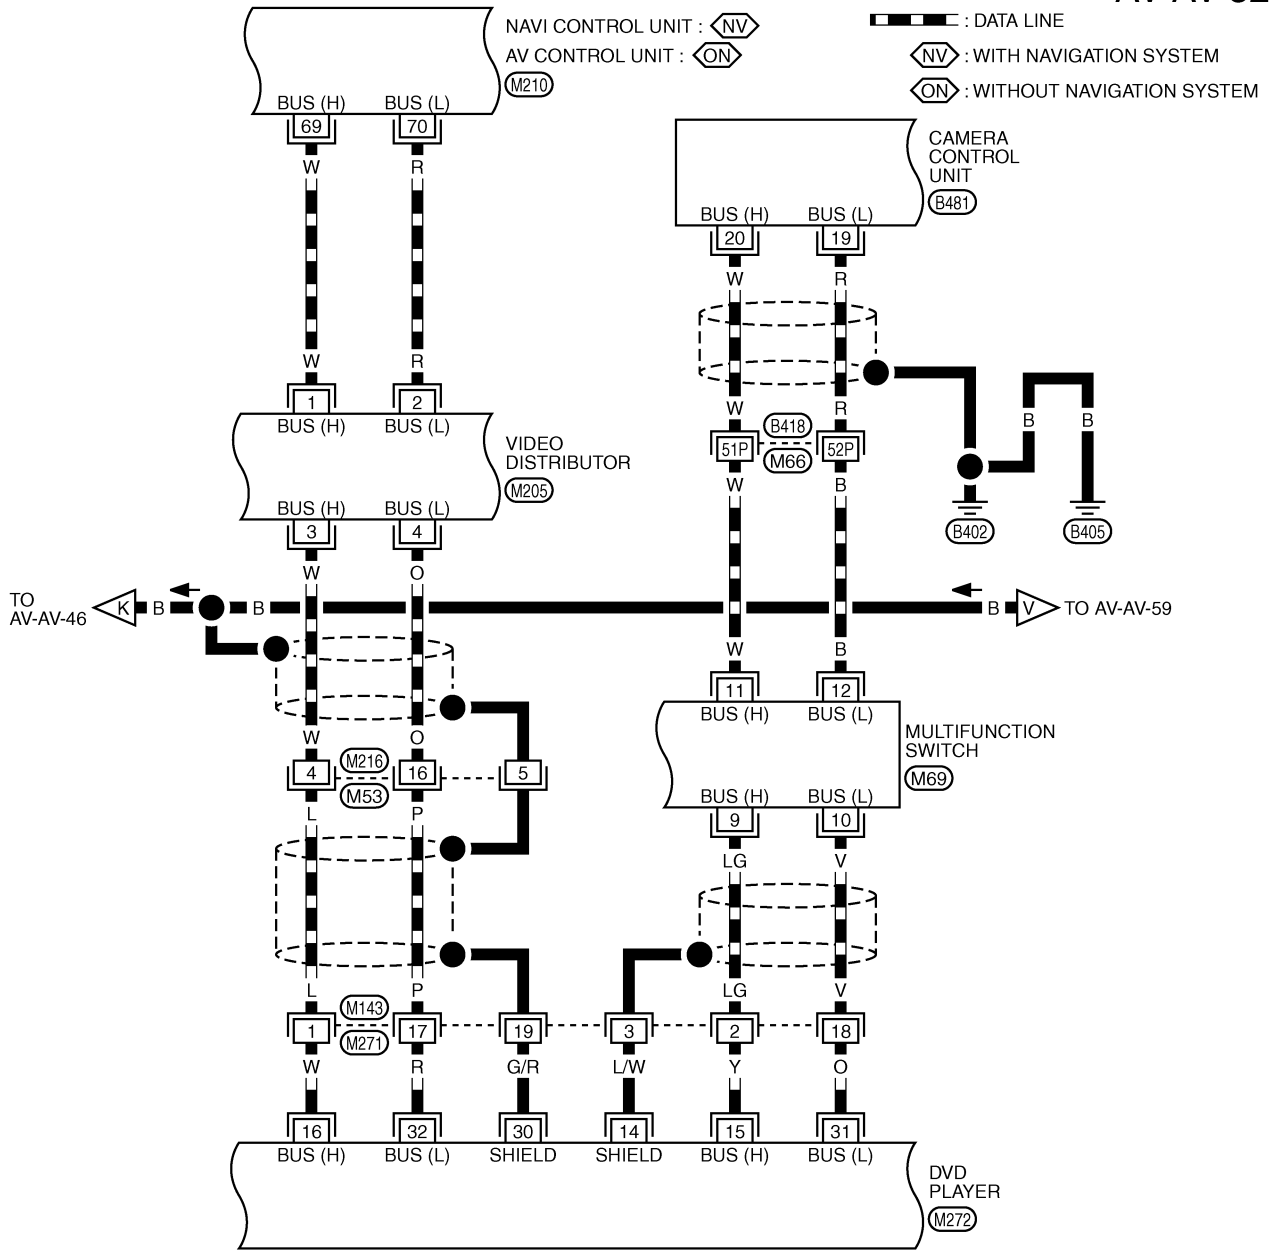 NAVI CONTROL UNIT : NV
AV CONTROL UNIT : ON
M210
: DATA LINE
NV : WITH NAVIGATION SYSTEM
ON : WITHOUT NAVIGATION SYSTEM
BUS (H) BUS (L)
69 70
W R
CAMERA
CONTROL
UNIT
B481
BUS (H) BUS (L)
20 19
W R
W R
1 2
BUS (H) BUS (L)
VIDEO
DISTRIBUTOR
M205
BUS (H) BUS (L)
3 4
W O
W R
B418
51P 52P
M66
W B
B B
B402 B405
TO
AV-AV-46
K B B
B V TO AV-AV-59
W B
11 12
BUS (H) BUS (L)
MULTIFUNCTION
SWITCH
M69
BUS (H) BUS (L)
9 10
LG V
W O
M216
4 16 5
M53
L P
L P
LG V
M143
1 17 19 3 2 18
M271
W R G/R L/W Y O
16 32 30 14 15 31
BUS (H) BUS (L) SHIELD SHIELD BUS (H) BUS (L)
DVD
PLAYER
M272